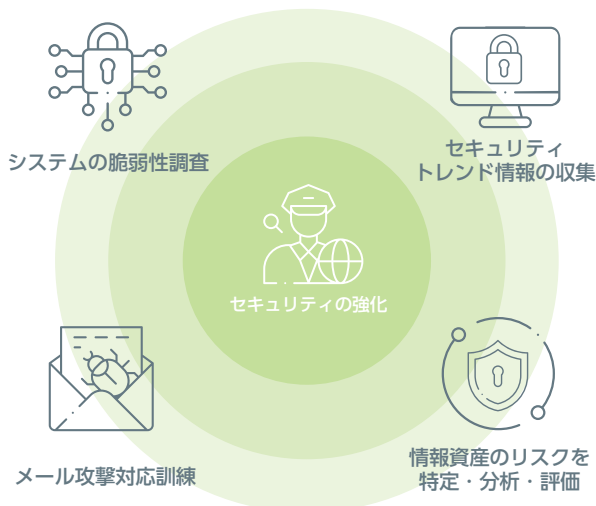 システムの脆弱性調査
セキュリティ
トレンド情報の収集
セキュリティの強化
メール攻撃対応訓練
情報資産のリスクを
特定・分析・評価